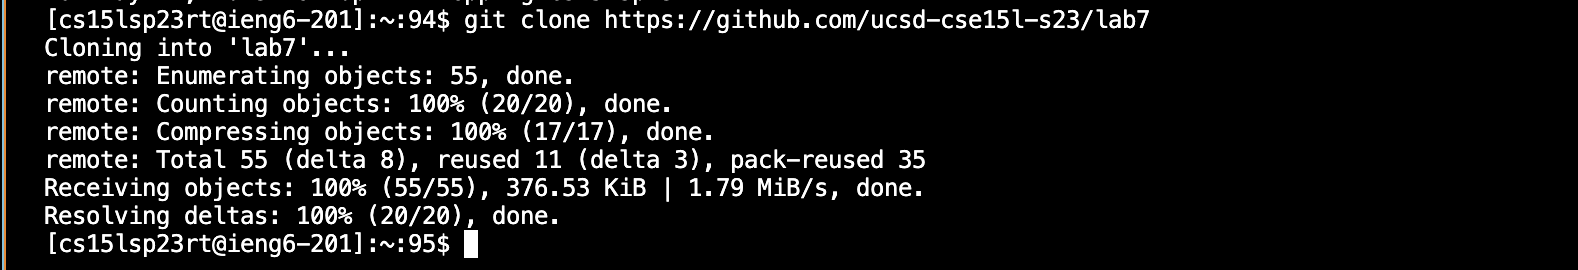 [cs15lsp23rt@ieng6-201]:~:94$ git clone https://github.com/ucsd-cse15l-s23/lab7
Cloning into 'lab7'...
remote: Enumerating objects: 55, done.
remote: Counting objects: 100% (20/20), done.
remote: Compressing objects: 100% (17/17), done.
remote: Total 55 (delta 8), reused 11 (delta 3), pack-reused 35
Receiving objects: 100% (55/55), 376.53 KiB | 1.79 MiB/s, done.
Resolving deltas: 100% (20/20), done.
[cs15lsp23rt@ieng6-201]:~:95$